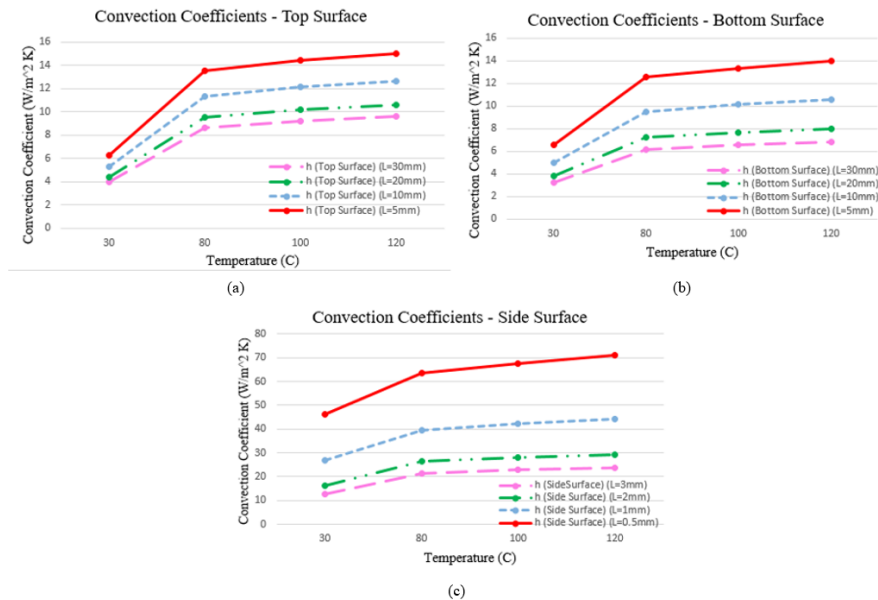 Convection Coefficients - Top Surface
Convection Coefficient (W/m^2 K)
16
14
12
10
8
6
4
2
0
h (Top Surface) (L=30mm)
h (Top Surface) (L=20mm)
h (Top Surface) (L=10mm)
h (Top Surface) (L=5mm)
30 80 100 120
Temperature (C)
(a)
Convection Coefficients - Bottom Surface
Convection Coefficient (W/m^2 K)
16
14
12
10
8
6
4
2
0
h (Bottom Surface) (L=30mm)
h (Bottom Surface) (L=20mm)
h (Bottom Surface) (L=10mm)
h (Bottom Surface) (L=5mm)
30 80 100 120
Temperature (C)
(b)
Convection Coefficients - Side Surface
Convection Coefficient (W/m^2 K)
80
70
60
50
40
30
20
10
0
h (SideSurface) (L=3mm)
h (Side Surface) (L=2mm)
h (Side Surface) (L=1mm)
h (Side Surface) (L=0.5mm)
30 80 100 120
Temperature (C)
(c)